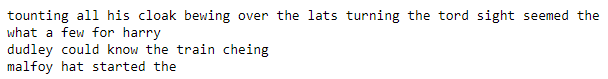 tounting all his cloak bewing over the lats turning the tord sight seemed the
what a few for harry
dudley could know the train cheing
malfoy hat started the